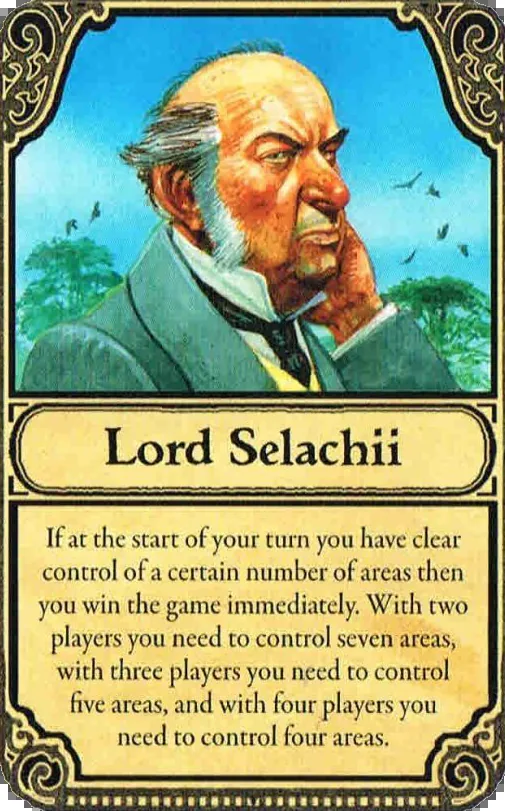 Lord Selachii
If at the start of your turn you have clear
control of a certain number of areas then
you win the game immediately. With two
players you need to control seven areas,
with three players you need to control
five areas, and with four players you
need to control four areas.